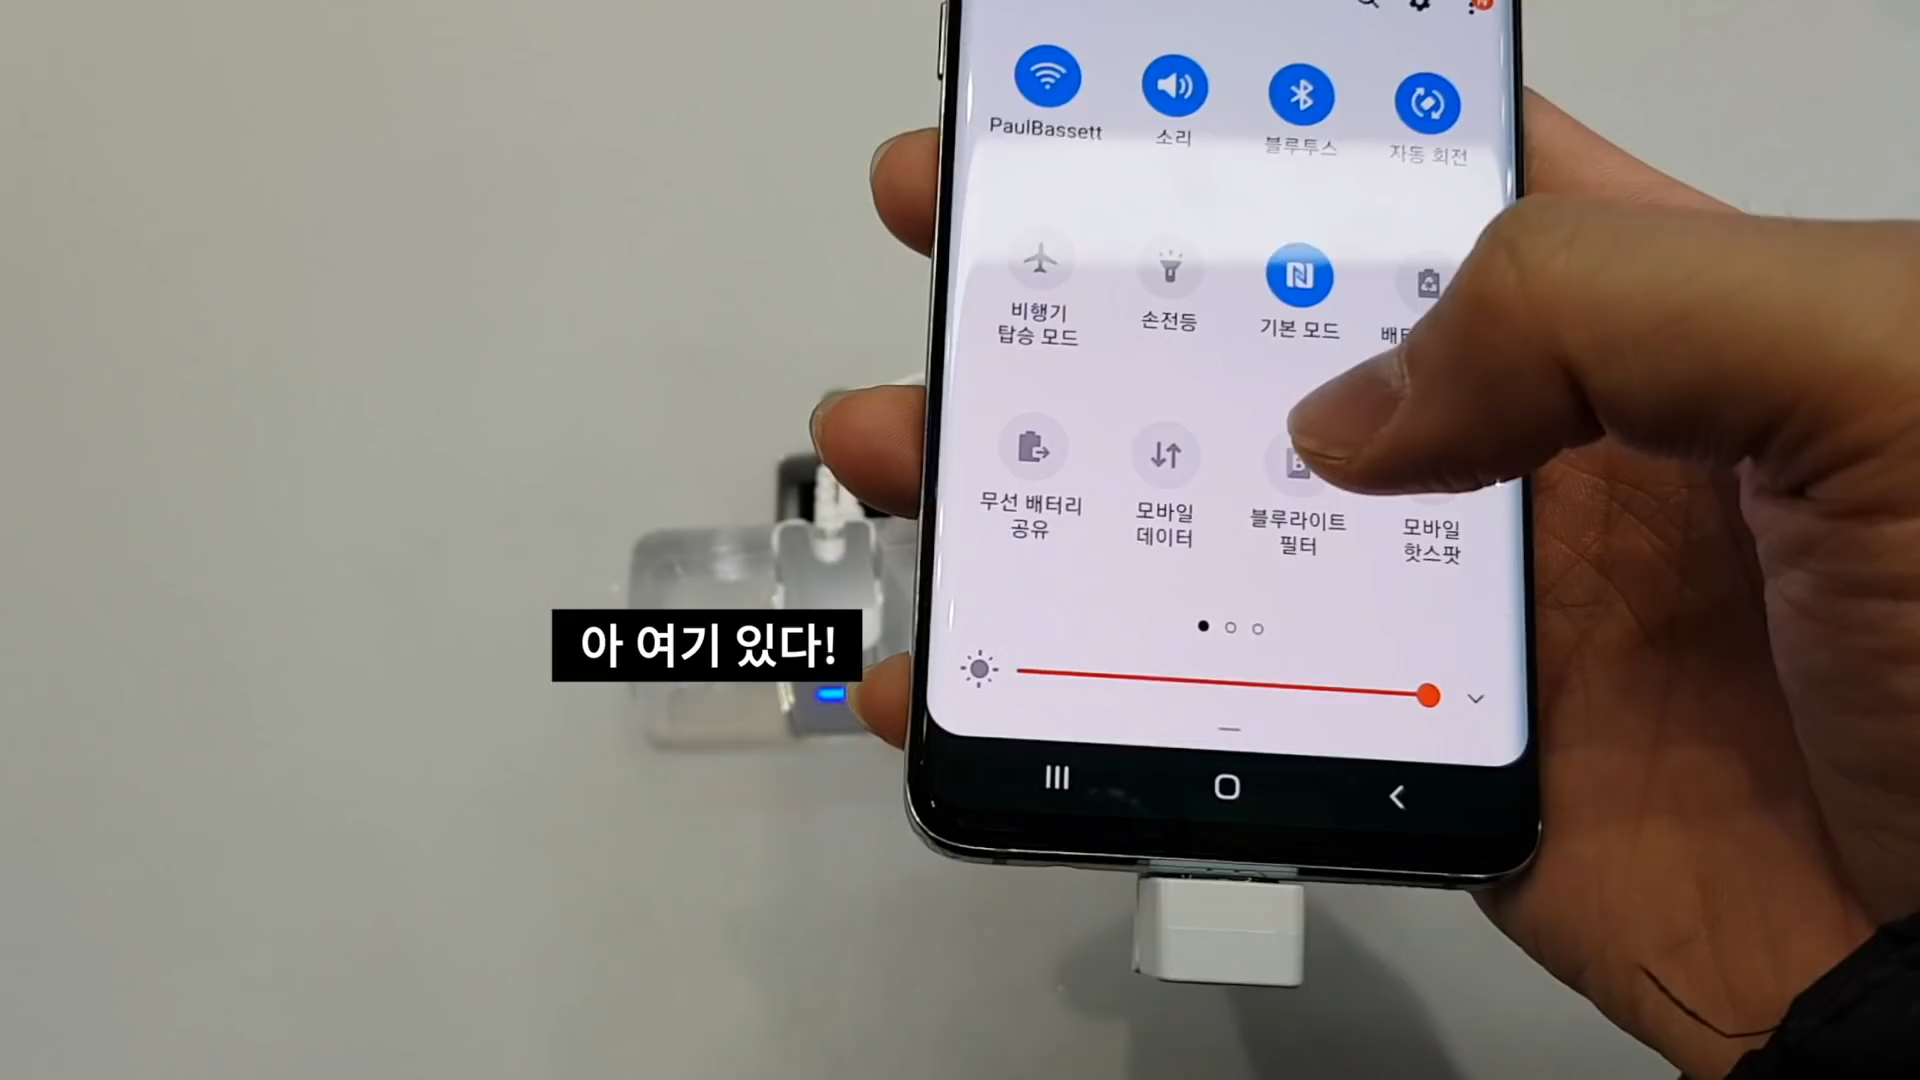 PaulBassett
소리
블루투스
자동 회전
비행기
탑승 모드
손전등
기본 모드
무선 배터리
공유
모바일
데이터
블루라이트
필터
모바일
핫스팟
아 여기 있다!